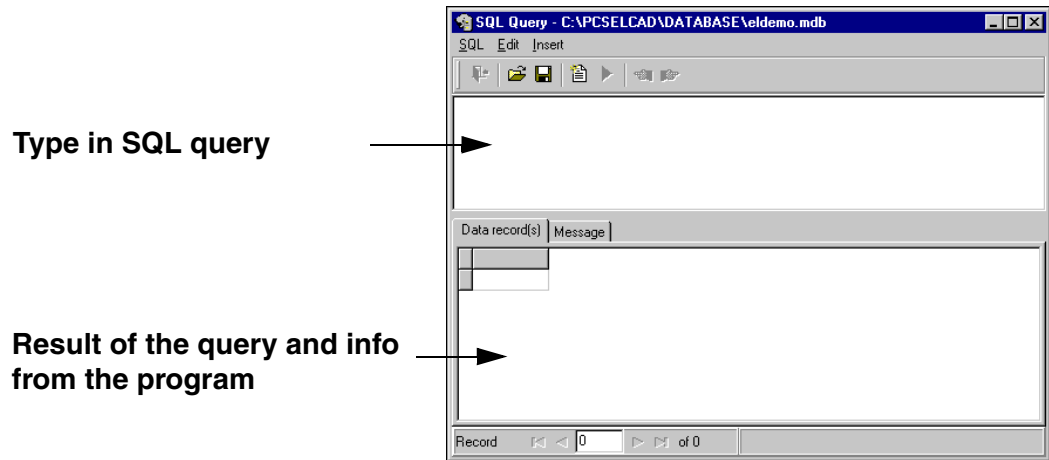 SQL Query - C:\PCSELCAD\DATABASE\eldemo.mdb
SQL Edit Insert
Type in SQL query
Data record(s) Message
Result of the query and info
from the program
Record 0 of 0